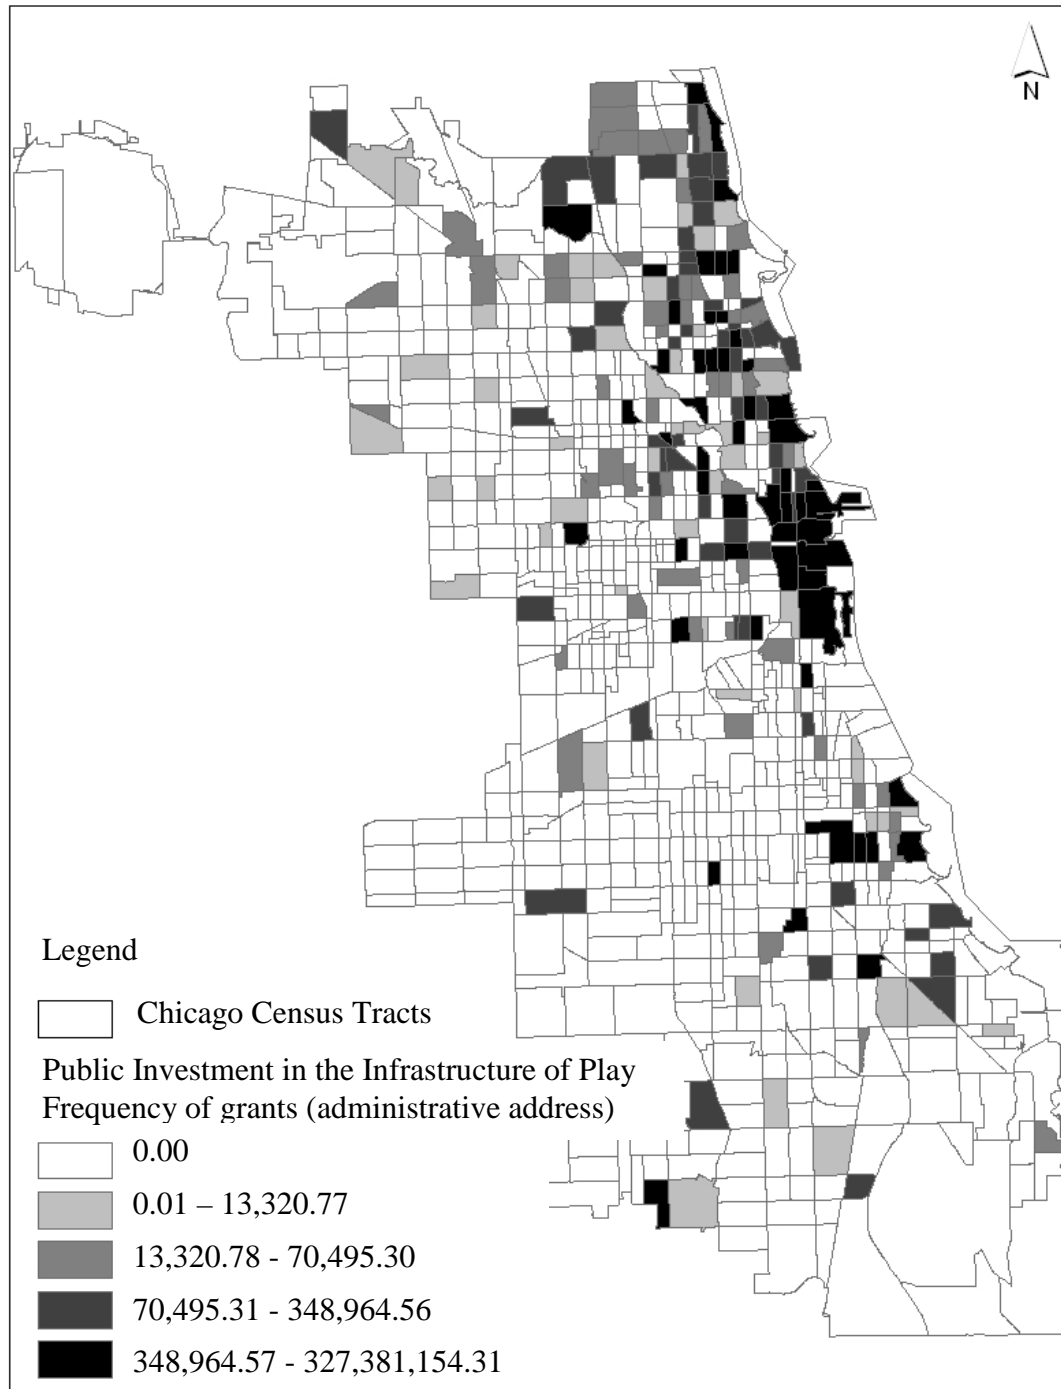 N
Legend
Chicago Census Tracts
Public Investment in the Infrastructure of Play
Frequency of grants (administrative address)
0.00
0.01 – 13,320.77
13,320.78 - 70,495.30
70,495.31 - 348,964.56
348,964.57 - 327,381,154.31